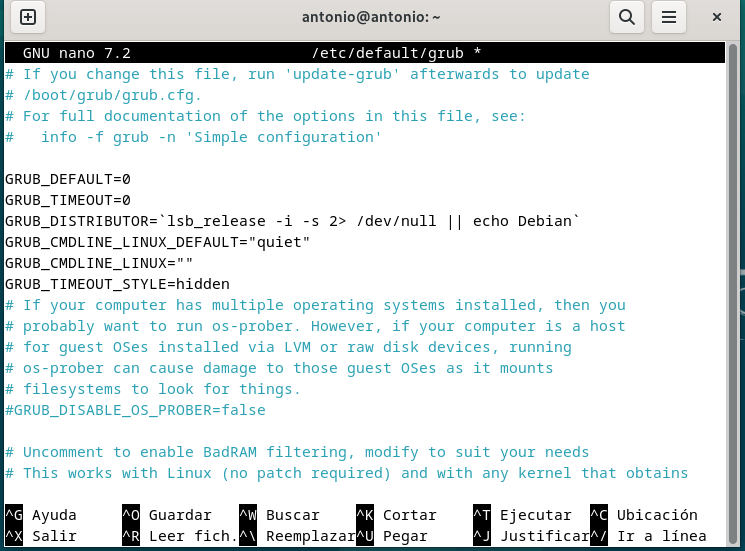 antonio@antonio: ~
GNU nano 7.2 /etc/default/grub *
# If you change this file, run 'update-grub' afterwards to update
# /boot/grub/grub.cfg.
# For full documentation of the options in this file, see:
#   info -f grub -n 'Simple configuration'

GRUB_DEFAULT=0
GRUB_TIMEOUT=0
GRUB_DISTRIBUTOR=`lsb_release -i -s 2> /dev/null || echo Debian`
GRUB_CMDLINE_LINUX_DEFAULT="quiet"
GRUB_CMDLINE_LINUX=""
GRUB_TIMEOUT_STYLE=hidden
# If your computer has multiple operating systems installed, then you
# probably want to run os-prober. However, if your computer is a host
# for guest OSes installed via LVM or raw disk devices, running
# os-prober can cause damage to those guest OSes as it mounts
# filesystems to look for things.
#GRUB_DISABLE_OS_PROBER=false

# Uncomment to enable BadRAM filtering, modify to suit your needs
# This works with Linux (no patch required) and with any kernel that obtains

^G Ayuda ^O Guardar ^W Buscar ^K Cortar ^T Ejecutar ^C Ubicación
^X Salir ^R Leer fich. ^\ Reemplazar ^U Pegar ^J Justificar ^/ Ir a línea